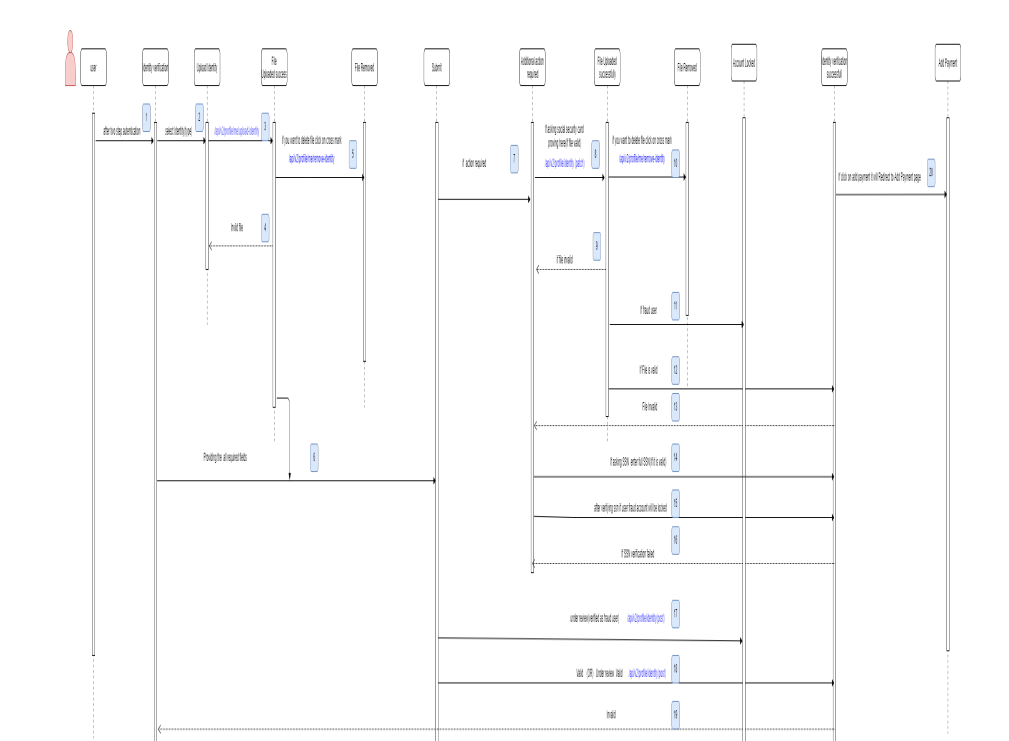 user
Identity verification
Upload Identity
File
Uploaded success
File Removed
Submit
Additional action
required
File Uploaded
successfully
File Removed
Account Locked
Identity verification
successful
Add Payment
1
after two step autentication
2
select Identity(type)
3
/api/v2/profile/me/upload-identity
If you want to delete file click on cross mark
/api/v2/profile/me/remove-identity
5
If action required
7
If asking social security card
proving here(if file valid)
/api/v2/profile/identity (patch)
8
If you want to delete file click on cross mark
/api/v2/profile/me/remove-identity
10
If click on add payment it will Redirect to Add Payment page
20
Invild file
4
If file invalid
9
If fraud user
11
If File is valid
12
File Invalid
13
Providing the all required fields
6
If asking SSN enter full SSN(if it is valid)
14
after verifying ssn if user fraud account will be locked
15
If SSN verification failed
16
under review(verified as fraud user) /api/v2/profile/identity(post)
17
Valid (OR) Under review Valid /api/v2/profile/identity(post)
18
Invalid
19